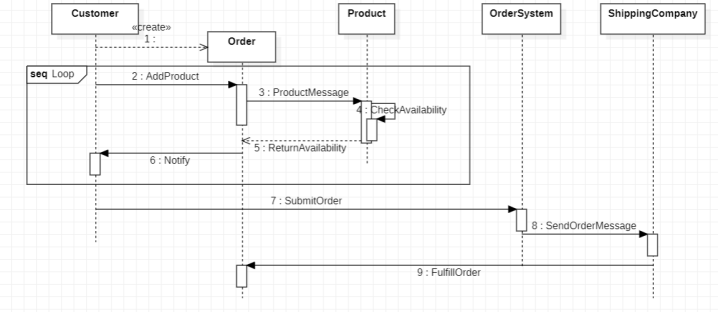 Customer
Product
OrderSystem
ShippingCompany
«create»
1 :
Order
seq Loop
2 : AddProduct
3 : ProductMessage
4 : CheckAvailability
5 : ReturnAvailability
6 : Notify
7 : SubmitOrder
8 : SendOrderMessage
9 : FulfillOrder